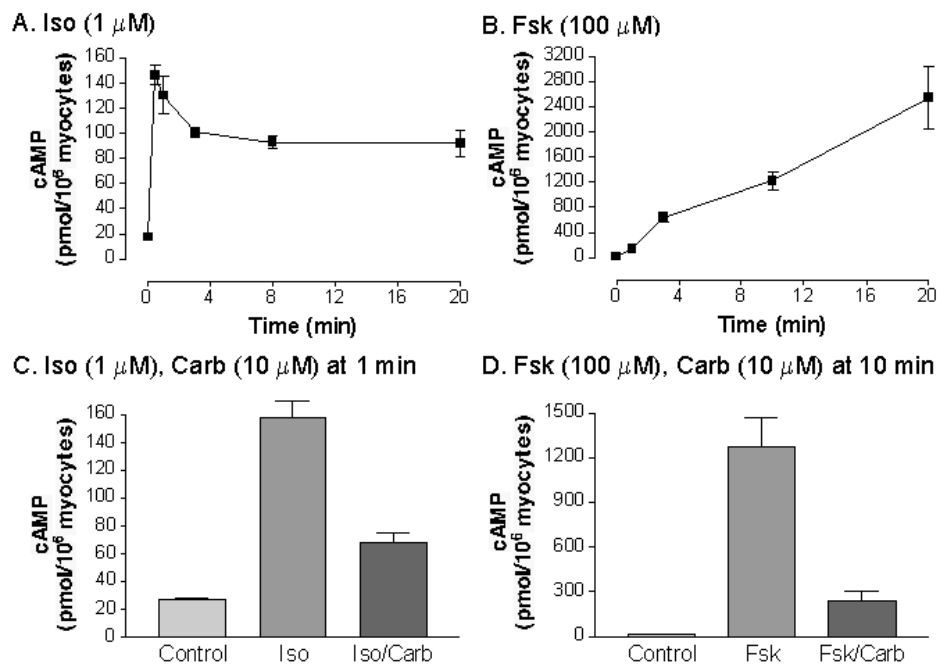 A. Iso (1 μM)
cAMP
(pmol/10⁶ myocytes)
160
140
120
100
80
60
40
20
0
0 4 8 12 16 20
Time (min)
B. Fsk (100 μM)
cAMP
(pmol/10⁶ myocytes)
3200
2800
2400
2000
1600
1200
800
400
0
0 4 8 12 16 20
Time (min)
C. Iso (1 μM), Carb (10 μM) at 1 min
cAMP
(pmol/10⁶ myocytes)
160
140
120
100
80
60
40
20
0
Control Iso Iso/Carb
D. Fsk (100 μM), Carb (10 μM) at 10 min
cAMP
(pmol/10⁶ myocytes)
1500
1200
900
600
300
0
Control Fsk Fsk/Carb